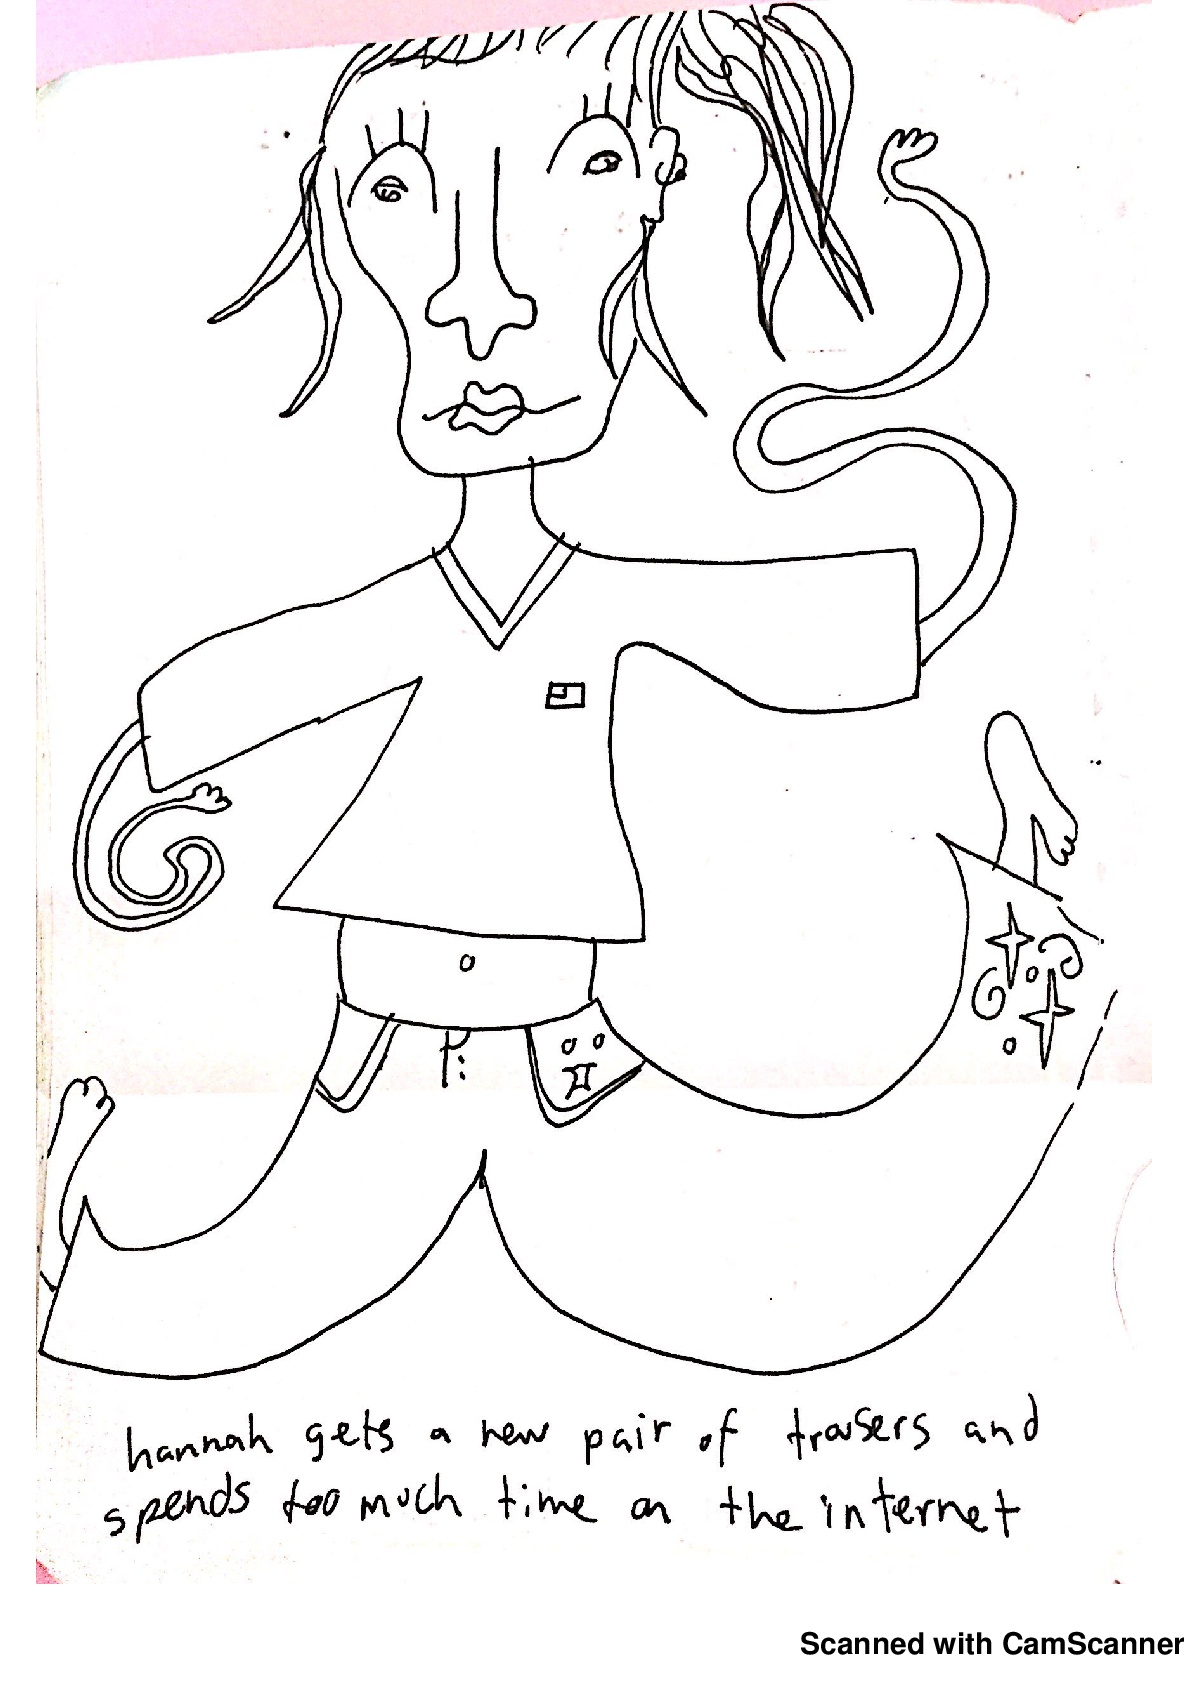 hannah gets a new pair of trousers and
spends too much time on the internet
Scanned with CamScanner